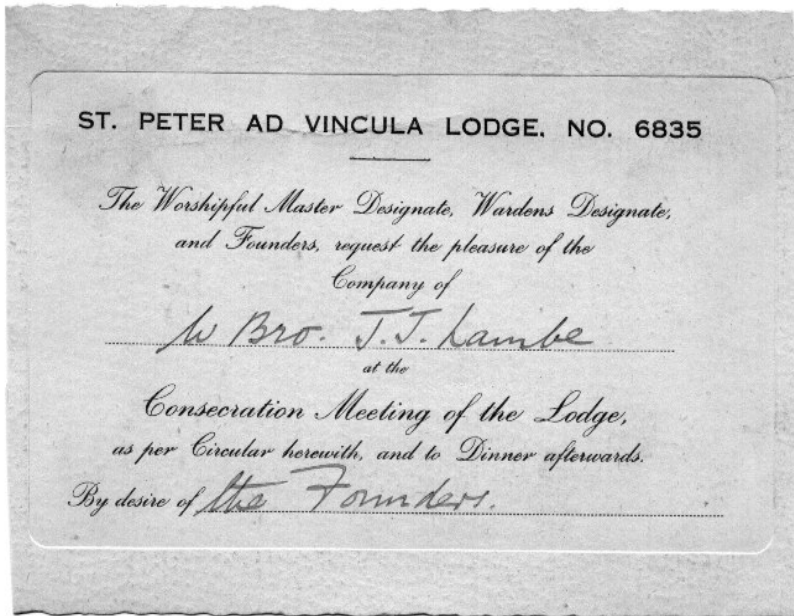 ST. PETER AD VINCULA LODGE. NO. 6835
The Worshipful Master Designate, Wardens Designate,
and Founders, request the pleasure of the
Company of
W Bro. J. J. Lambe
at the
Consecration Meeting of the Lodge,
as per Circular herewith, and to Dinner afterwards.
By desire of the Founders.